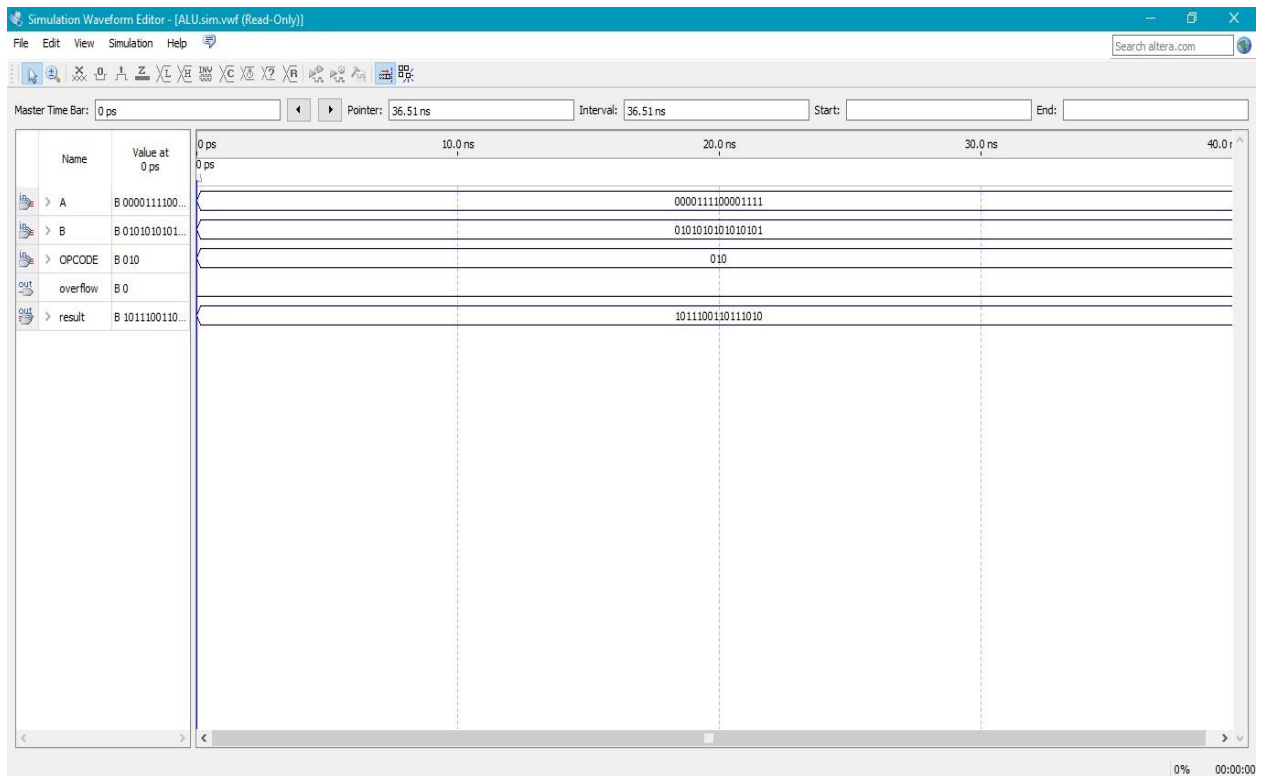 Simulation Waveform Editor - [ALU.sim.vwf (Read-Only)]
File Edit View Simulation Help
Search altera.com
Master Time Bar: 0 ps Pointer: 36.51 ns Interval: 36.51 ns Start: End:
Name Value at 0 ps
0 ps 10.0 ns 20.0 ns 30.0 ns 40.0 r
0 ps
A B 0000111100... 0000111100001111
B B 0101010101... 0101010101010101
OPCODE B 010 010
overflow B 0
result B 1011100110... 1011100110111010
0% 00:00:00